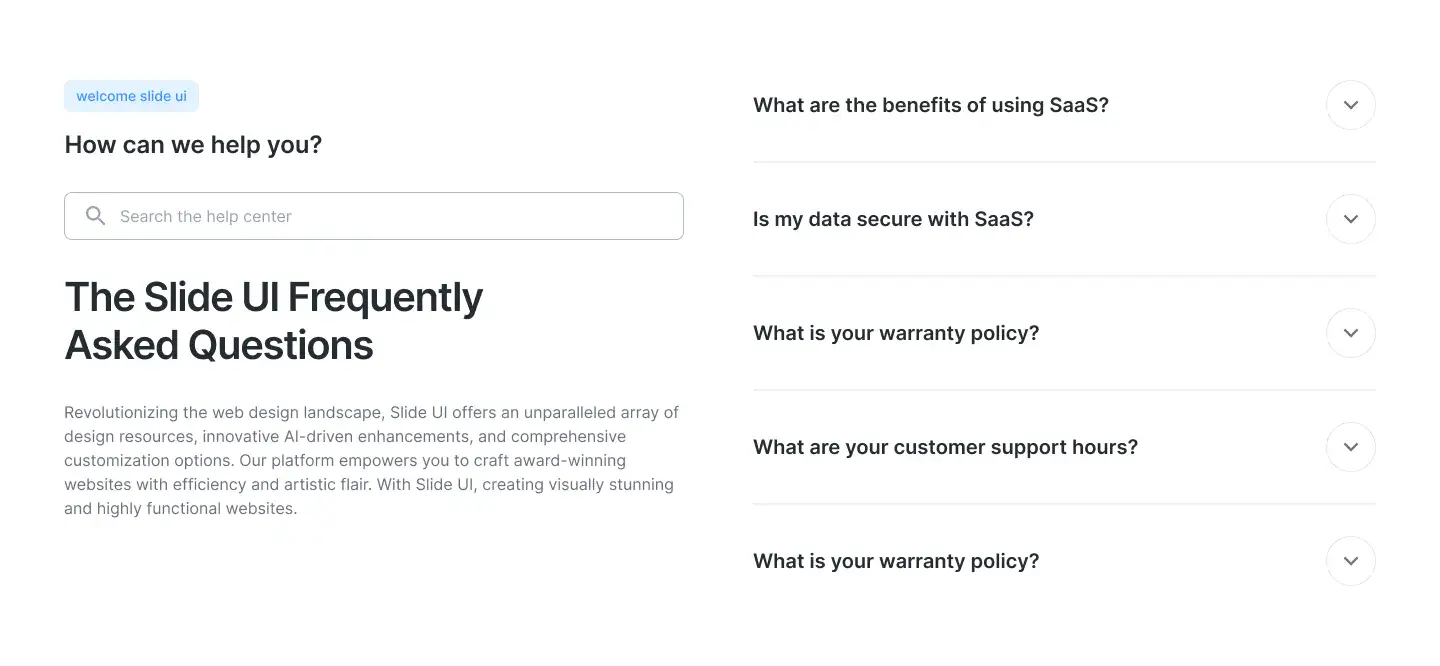 welcome slide ui
How can we help you?
Search the help center
The Slide UI Frequently
Asked Questions
Revolutionizing the web design landscape, Slide UI offers an unparalleled array of
design resources, innovative AI-driven enhancements, and comprehensive
customization options. Our platform empowers you to craft award-winning
websites with efficiency and artistic flair. With Slide UI, creating visually stunning
and highly functional websites.
What are the benefits of using SaaS?
Is my data secure with SaaS?
What is your warranty policy?
What are your customer support hours?
What is your warranty policy?